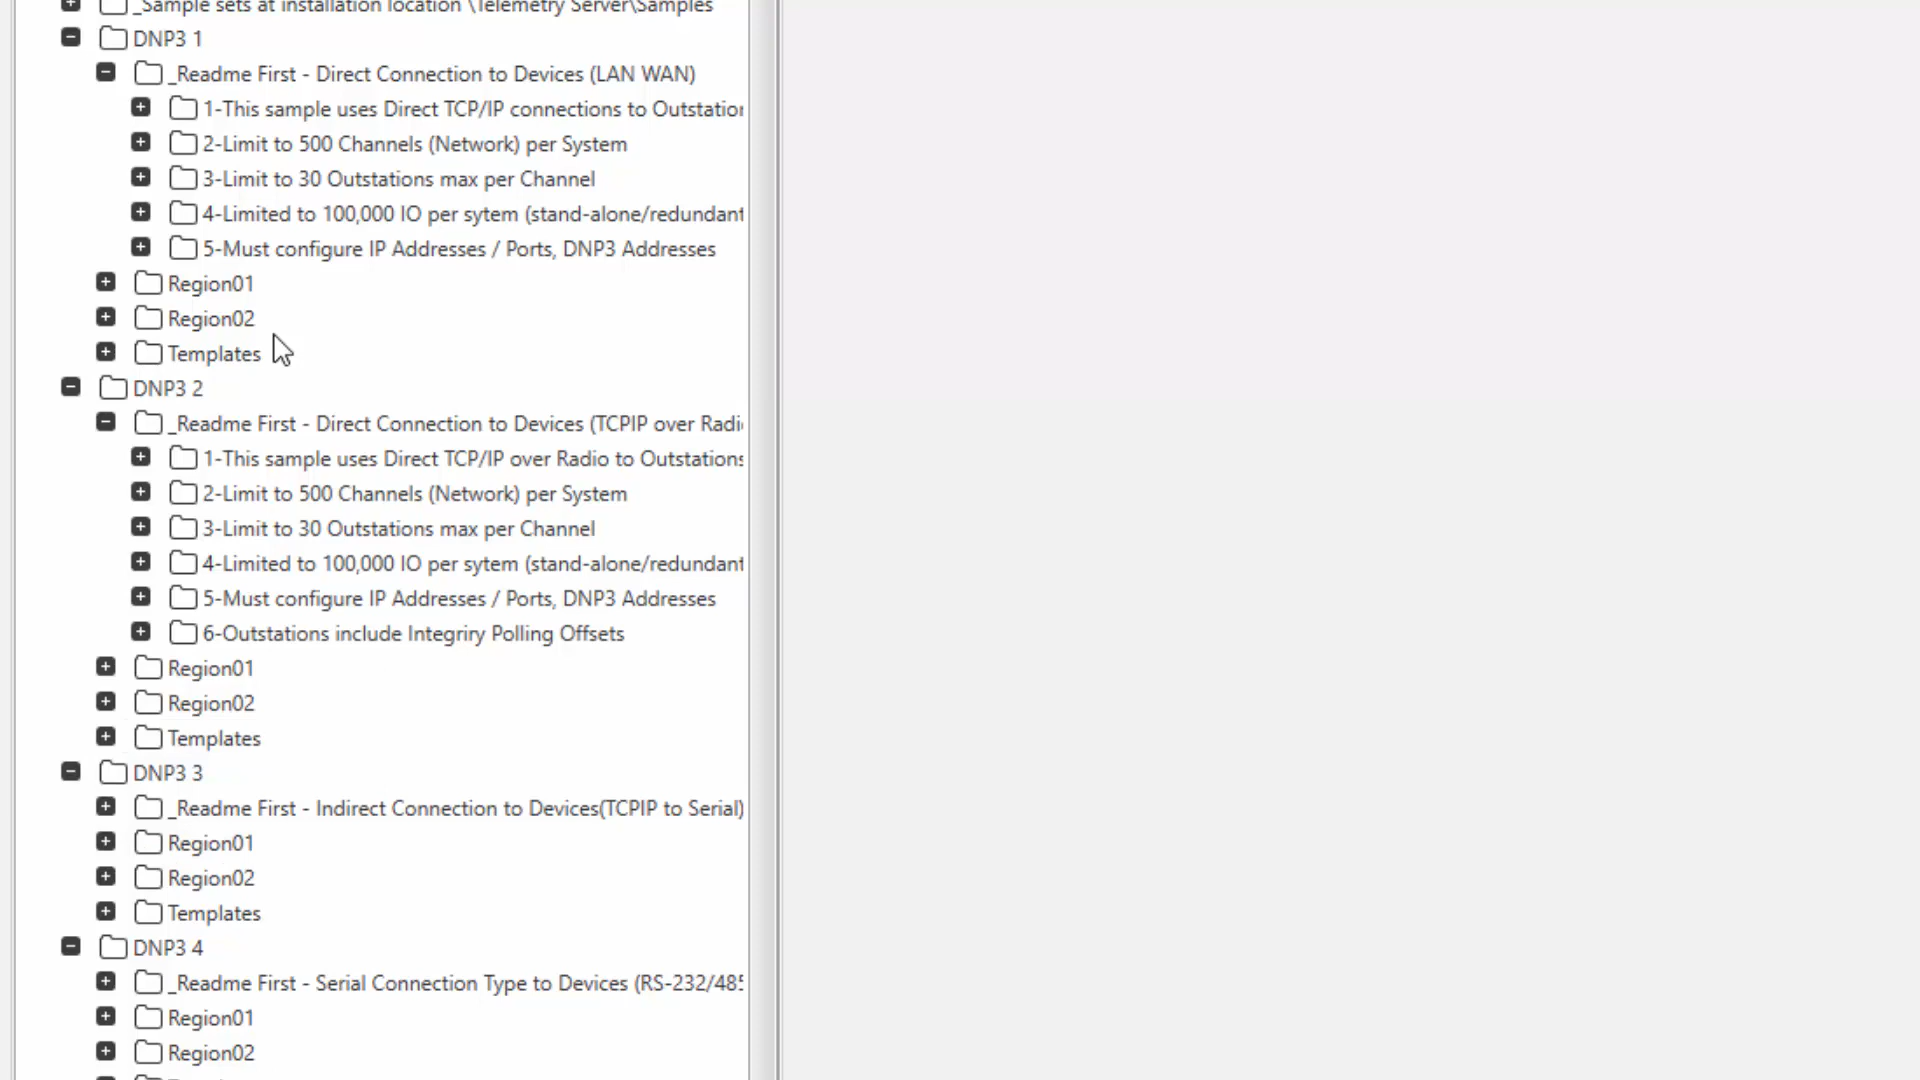 _Sample sets at installation location \Telemetry Server\Samples
DNP3 1
_Readme First - Direct Connection to Devices (LAN WAN)
1-This sample uses Direct TCP/IP connections to
2-Limit to 500 Channels (Network) per System
3-Limit to 30 Outstations max per Channel
4-Limited to 100,000 IO per sytem (stand-alone/redundant
5-Must configure IP Addresses / Ports, DNP3 Addresses
Region01
Region02
Templates
DNP3 2
_Readme First - Direct Connection to Devices (TCPIP over
1-This sample uses Direct TCP/IP over Radio to Outstations
2-Limit to 500 Channels (Network) per System
3-Limit to 30 Outstations max per Channel
4-Limited to 100,000 IO per sytem (stand-alone/redundant
5-Must configure IP Addresses / Ports, DNP3 Addresses
6-Outstations include Integriry Polling Offsets
Region01
Region02
Templates
DNP3 3
_Readme First - Indirect Connection to Devices(TCPIP to Serial)
Region01
Region02
Templates
DNP3 4
_Readme First - Serial Connection Type to Devices (RS-232/485
Region01
Region02